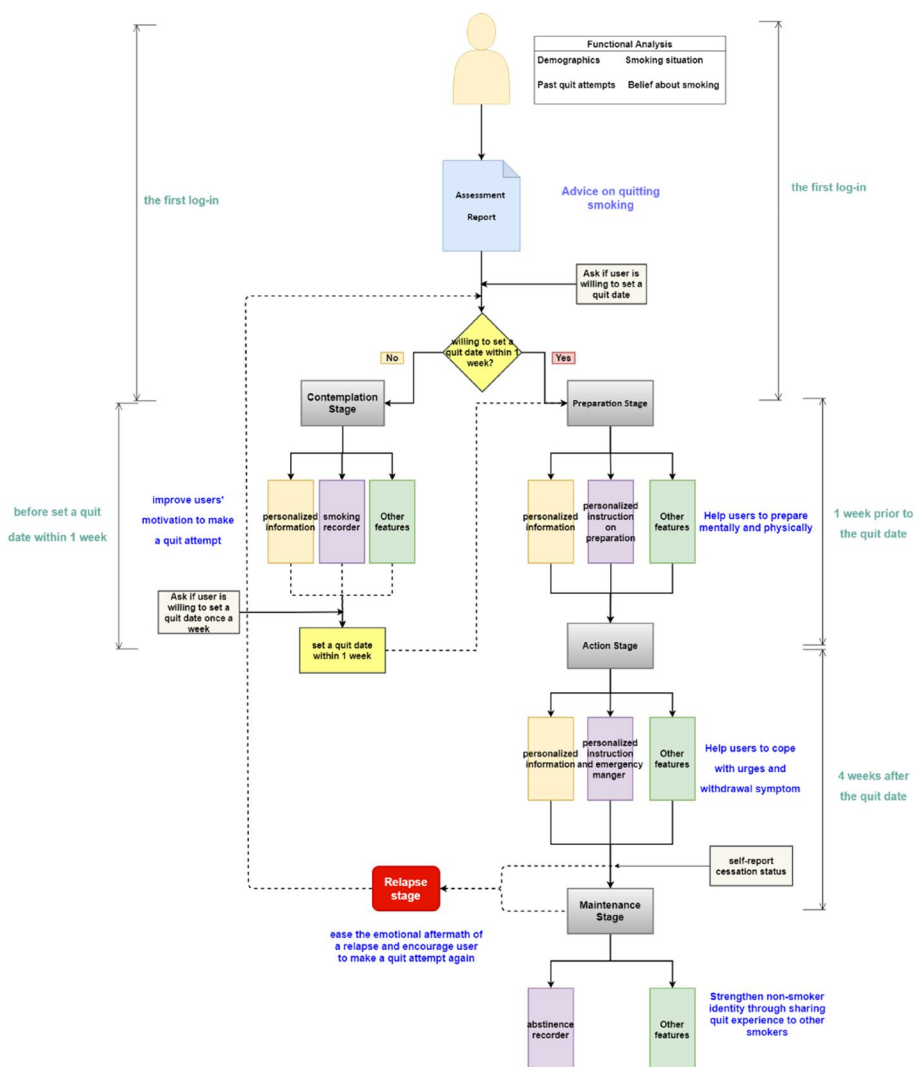 Functional Analysis
Demographics Smoking situation
Past quit attempts Belief about smoking
the first log-in
the first log-in
Assessment
Report
Advice on quitting
smoking
Ask if user is
willing to set a
quit date
willing to set a
quit date within 1
week?
No
Yes
Contemplation
Stage
Preparation Stage
before set a quit
date within 1 week
improve users'
motivation to make
a quit attempt
personalized
information
smoking
recorder
Other
features
personalized
information
personalized
instruction
on
preparation
Other
features
Help users to prepare
mentally and physically
1 week prior to
the quit date
Ask if user is
willing to set a
quit date once a
week
set a quit date
within 1 week
Action Stage
personalized
information
personalized
instruction
and emergency
manger
Other
features
Help users to cope
with urges and
withdrawal symptom
4 weeks after
the quit date
self-report
cessation status
Relapse
stage
Maintenance
Stage
ease the emotional aftermath of
a relapse and encourage user
to make a quit attempt again
abstinence
recorder
Other
features
Strengthen non-smoker
identity through sharing
quit experience to other
smokers